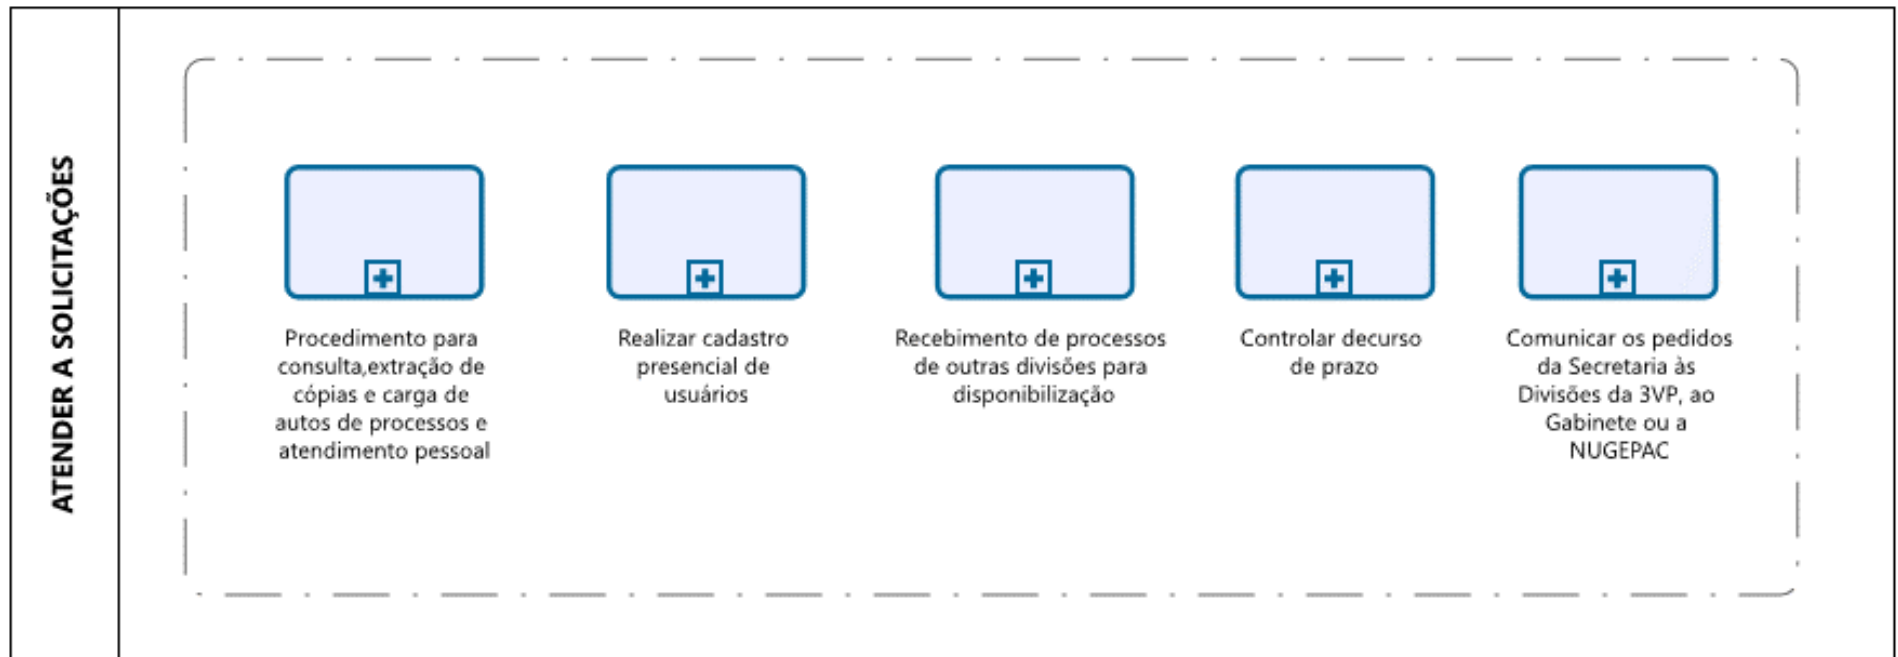 ATENDER A SOLICITAÇÕES
Procedimento para
consulta,extração de
cópias e carga de
autos de processos e
atendimento pessoal
Realizar cadastro
presencial de
usuários
Recebimento de processos
de outras divisões para
disponibilização
Controlar decurso
de prazo
Comunicar os pedidos
da Secretaria às
Divisões da 3VP, ao
Gabinete ou a
NUGEPAC